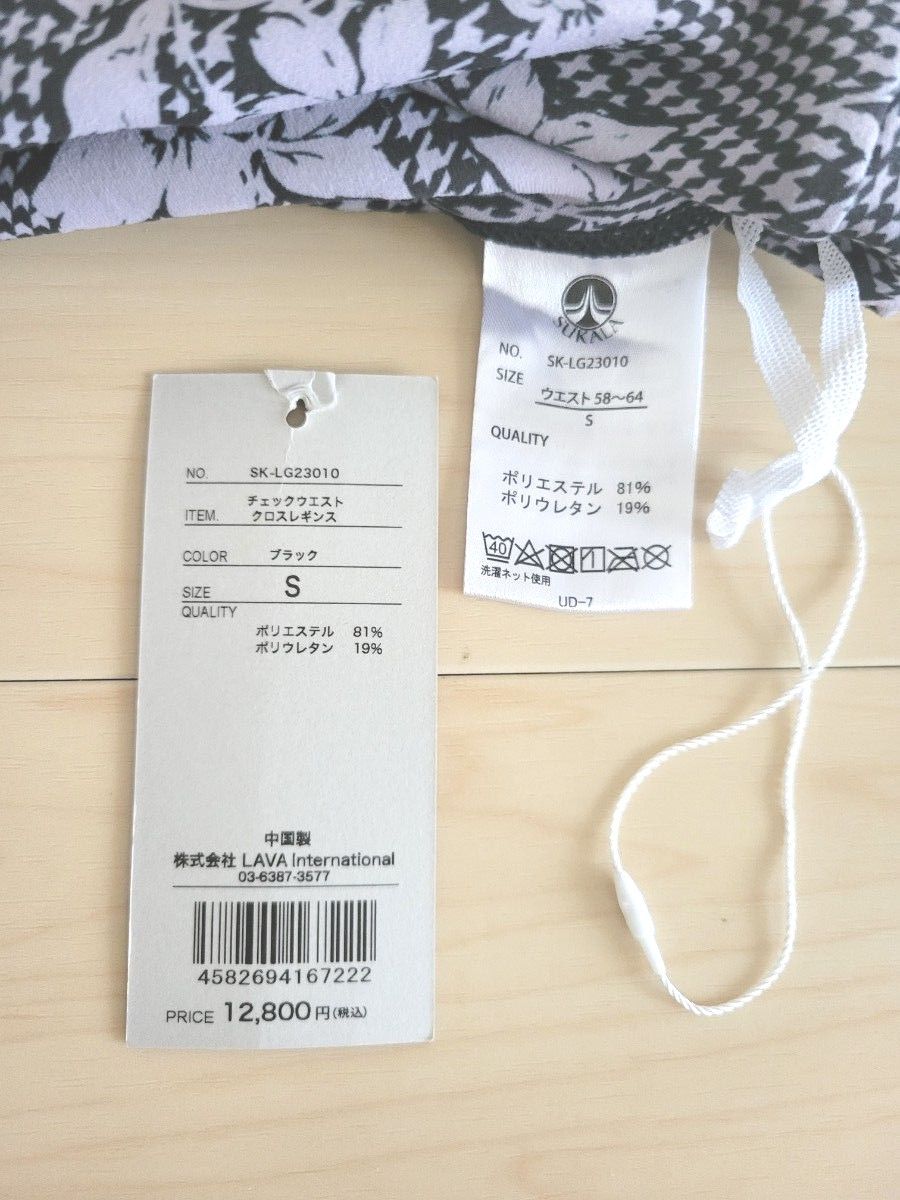 SUKALA
NO. SK-LG23010
SIZE
ウエスト 58〜64
S
QUALITY
ポリエステル 81%
ポリウレタン 19%
40
洗濯ネット使用
UD-7
NO. SK-LG23010
ITEM. チェックウエスト
クロスレギンス
COLOR ブラック
SIZE S
QUALITY
ポリエステル 81%
ポリウレタン 19%
中国製
株式会社 LAVA International
03-6387-3577
4582694167222
PRICE 12,800円(税込)